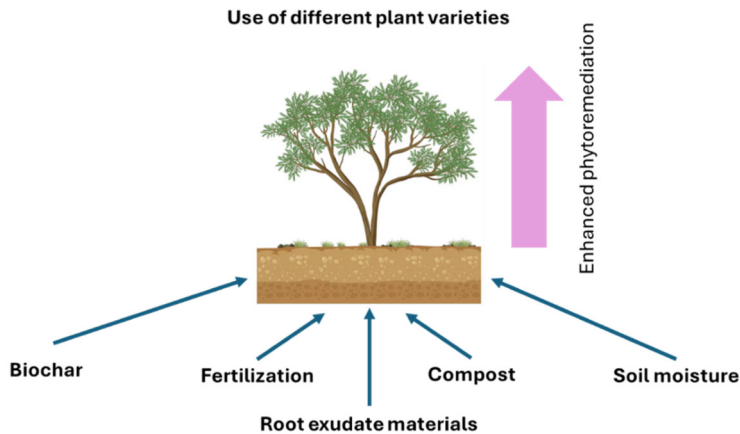 Use of different plant varieties
Enhanced phytoremediation
Biochar
Fertilization
Compost
Soil moisture
Root exudate materials